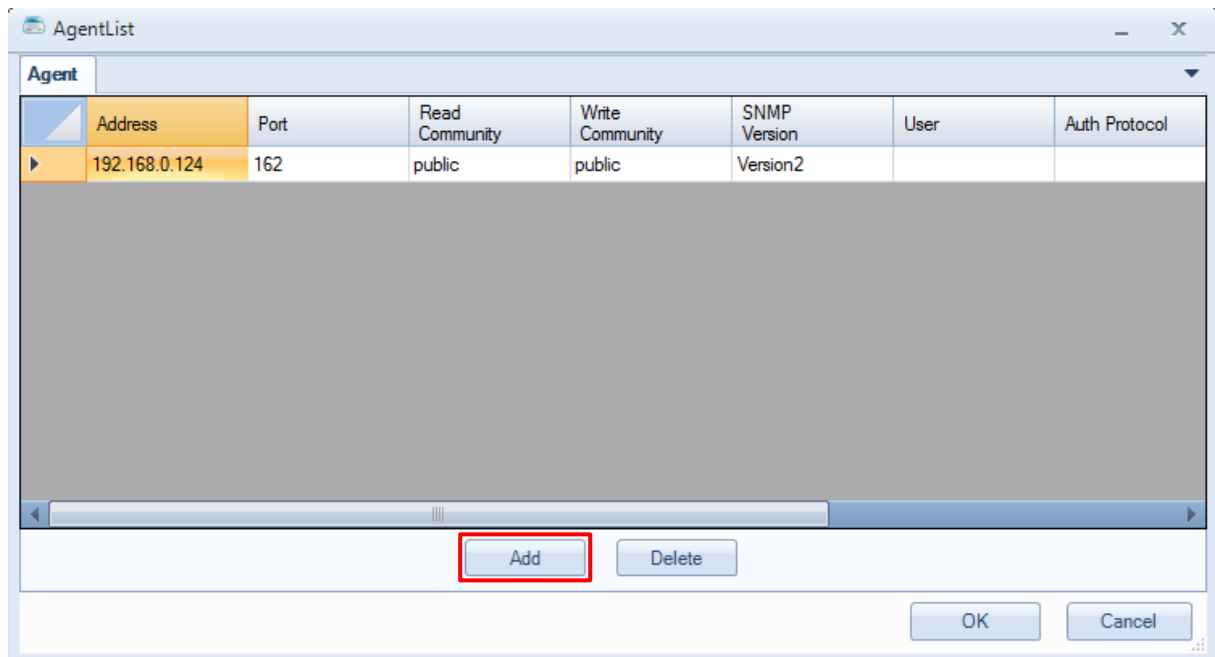 AgentList
Agent
Address Port Read Community Write Community SNMP Version User Auth Protocol
192.168.0.124 162 public public Version2
Add Delete
OK Cancel